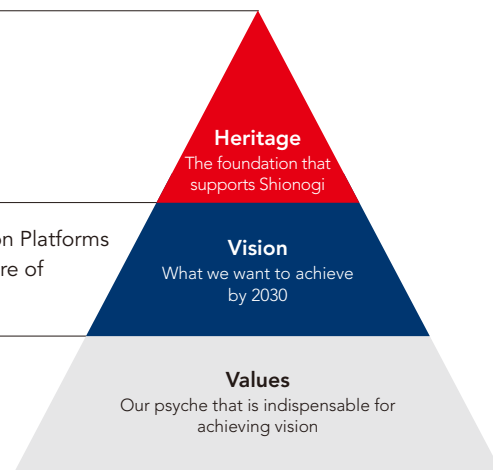 Heritage
The foundation that
supports Shionogi
on Platforms
re of
Vision
What we want to achieve
by 2030
Values
Our psyche that is indispensable for
achieving vision